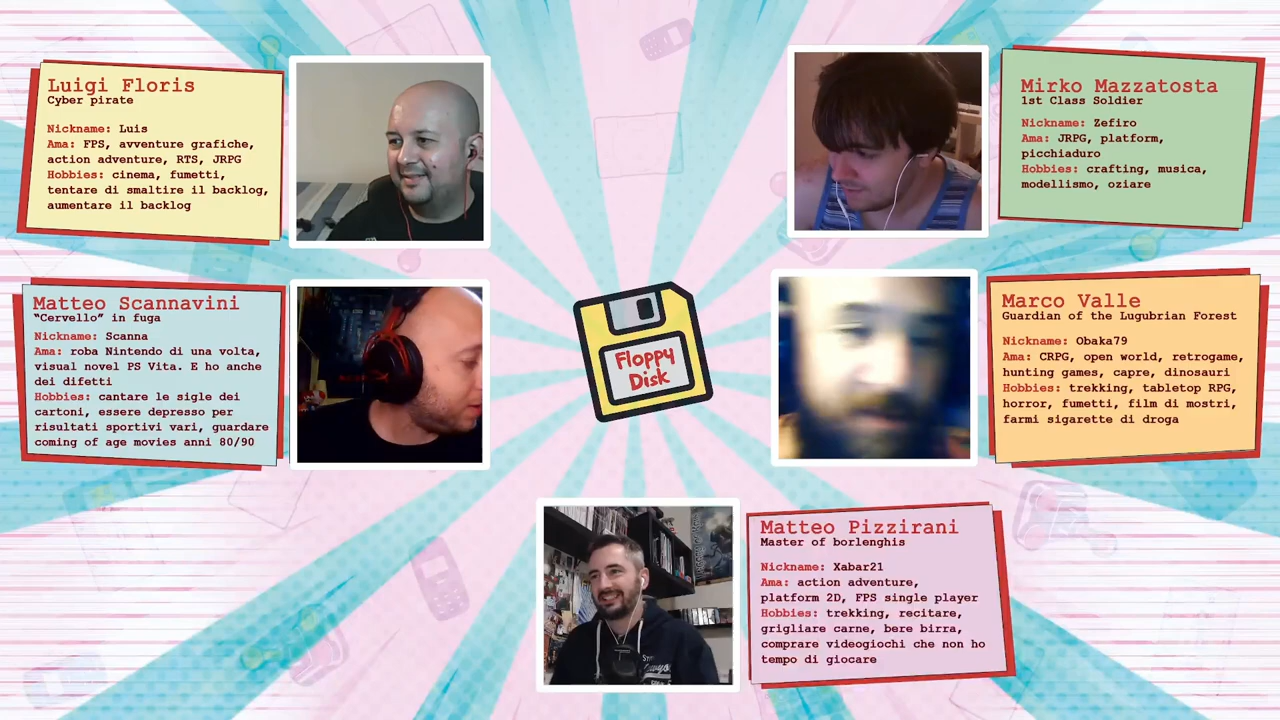 Luigi Floris
Cyber pirate
Nickname: Luis
Ama: FPS, avventure grafiche,
action adventure, RTS, JRPG
Hobbies: cinema, fumetti,
tentare di smaltire il backlog,
aumentare il backlog
Mirko Mazzatosta
1st Class Soldier
Nickname: Zefiro
Ama: JRPG, platform,
picchiaduro
Hobbies: crafting, musica,
modellismo, oziare
Matteo Scannavini
"Cervello" in fuga
Nickname: Scanna
Ama: roba Nintendo di una volta,
visual novel PS Vita. E ho anche
dei difetti
Hobbies: cantare le sigle dei
cartoni, essere depresso per
risultati sportivi vari, guardare
coming of age movies anni 80/90
Floppy
Disk
Marco Valle
Guardian of the Lugubrian Forest
Nickname: Obaka79
Ama: CRPG, open world, retrogame,
hunting games, capre, dinosauri
Hobbies: trekking, tabletop RPG,
horror, fumetti, film di mostri,
farmi sigarette di droga
Matteo Pizzirani
Master of borlenghis
Nickname: Xabar21
Ama: action adventure,
platform 2D, FPS single player
Hobbies: trekking, recitare,
grigliare carne, bere birra,
comprare videogiochi che non ho
tempo di giocare